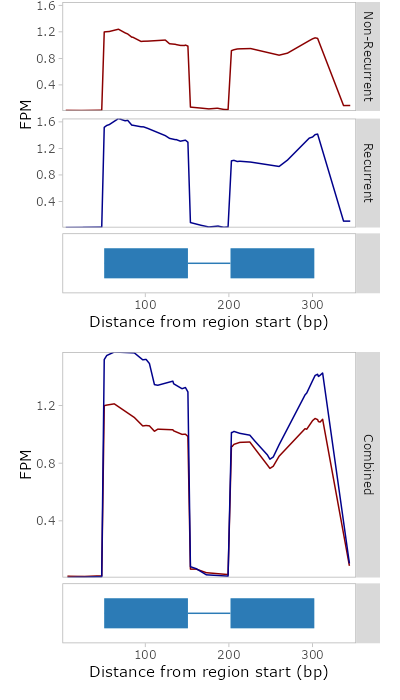 1.6
1.2
0.8
0.4
Non-Recurrent
FPM
1.6
1.2
0.8
0.4
Recurrent
100 200 300
Distance from region start (bp)
1.2
0.8
0.4
FPM
Combined
100 200 300
Distance from region start (bp)